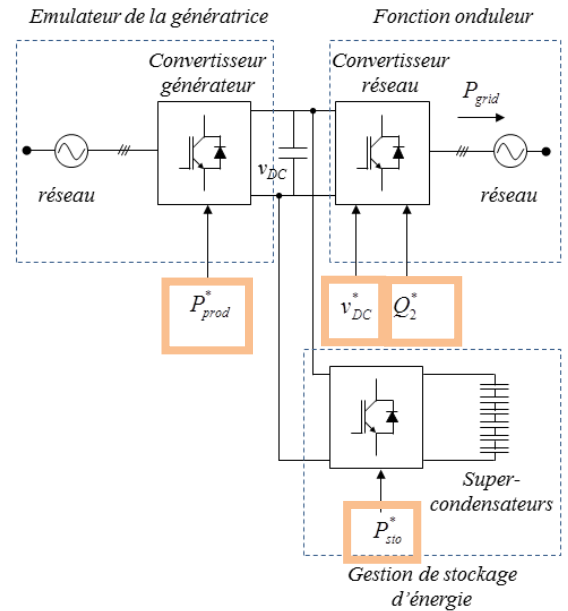 Emulateur de la génératrice
Fonction onduleur
Convertisseur
générateur
Convertisseur
réseau
P_grid
v_DC
réseau
réseau
P*_prod
v*_DC
Q*_2
Super-
condensateurs
P*_sto
Gestion de stockage
d'énergie